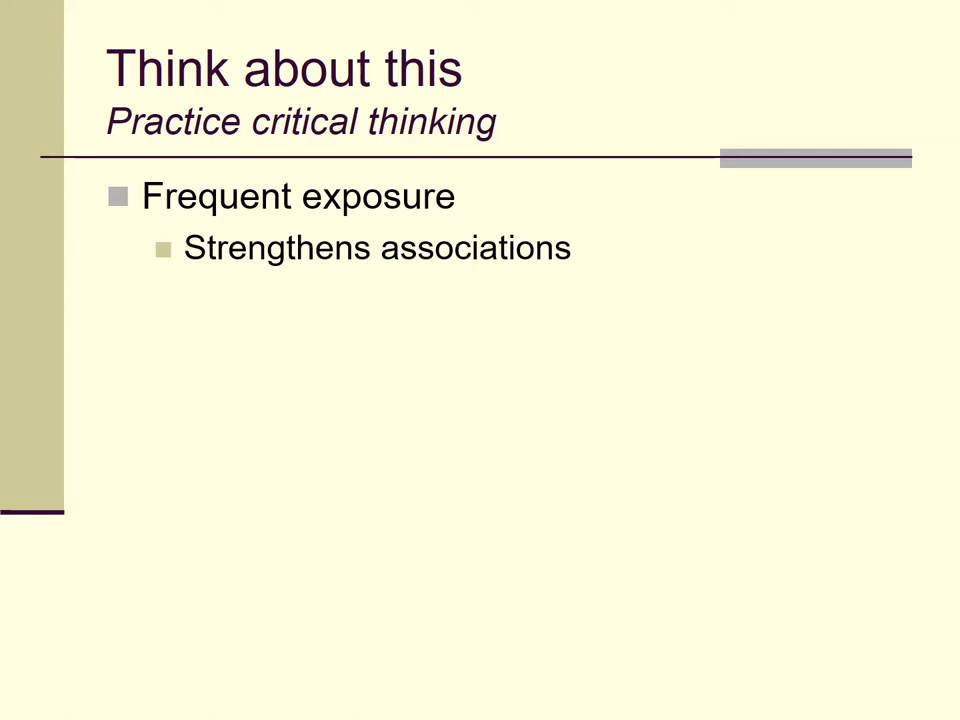 Think about this
Practice critical thinking
Frequent exposure
Strengthens associations